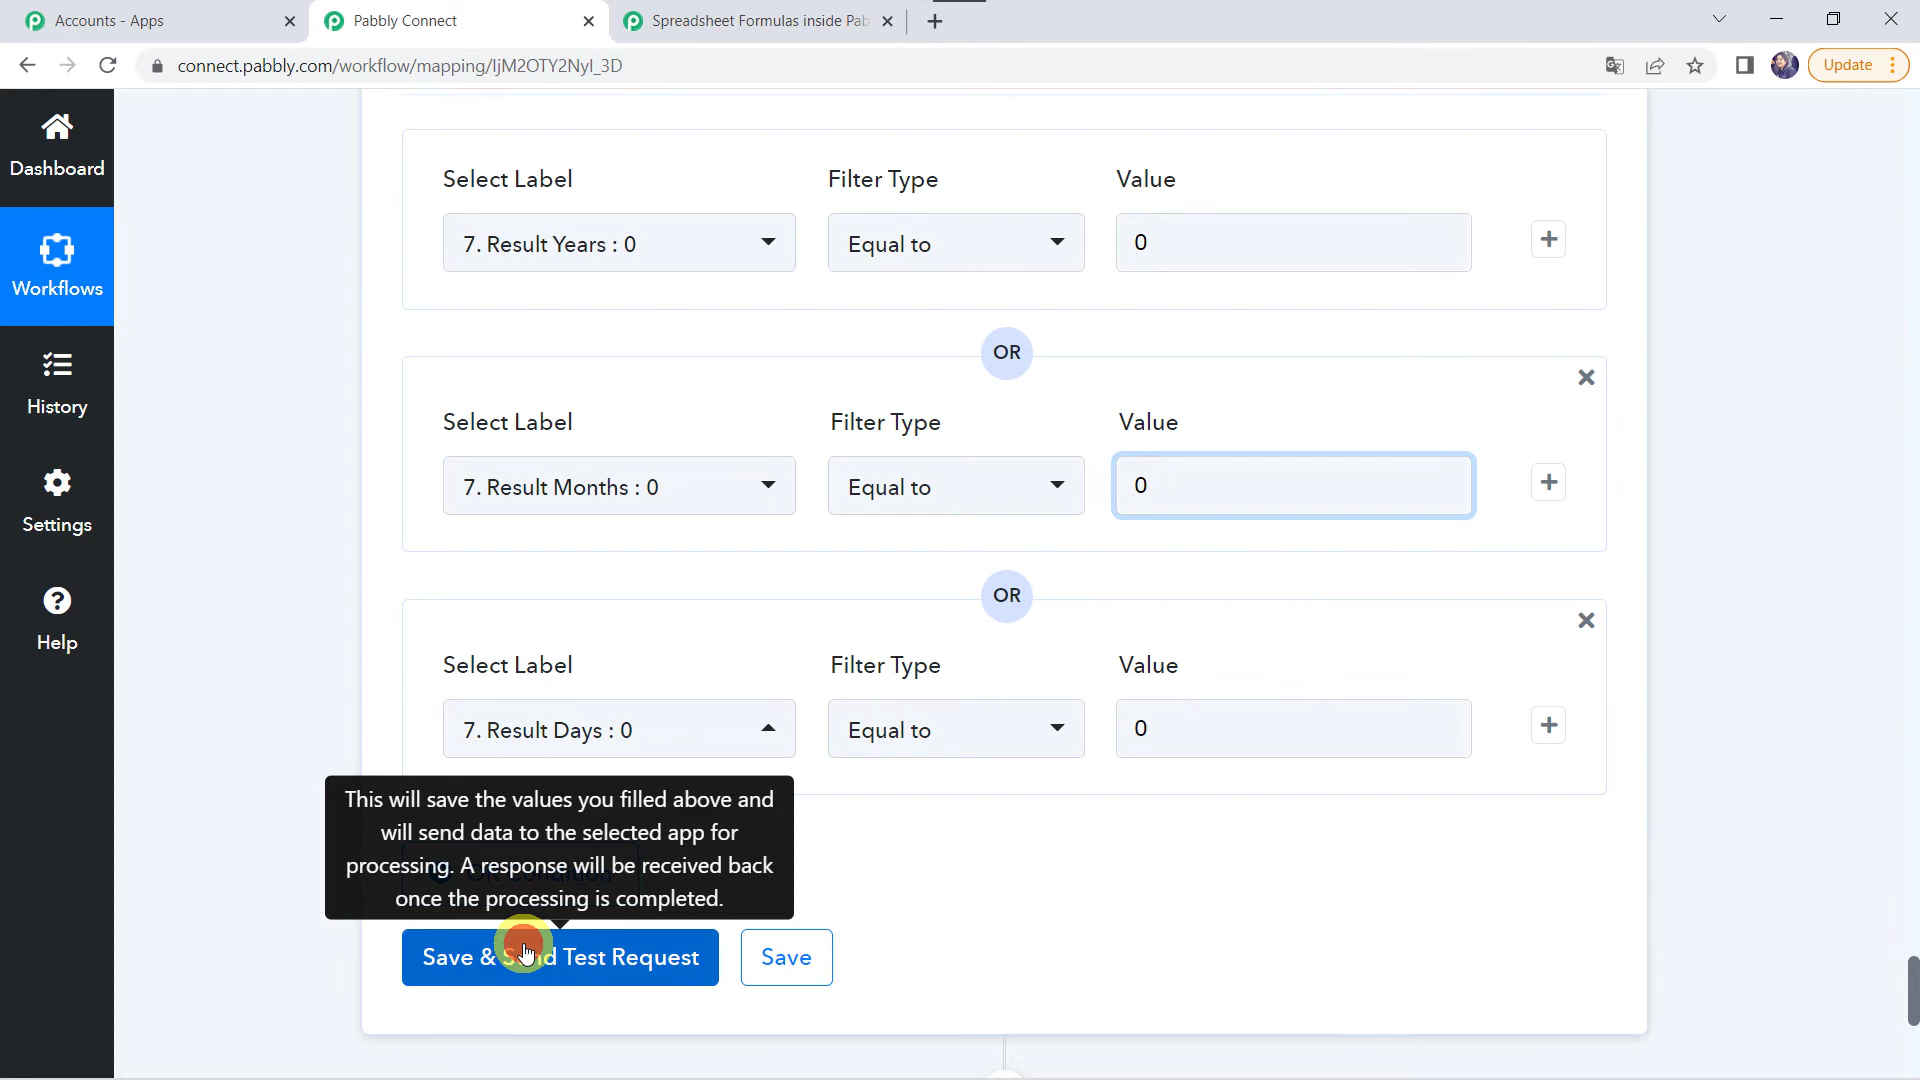 Accounts - Apps
Pabbly Connect
Spreadsheet Formulas inside Pab
connect.pabbly.com/workflow/mapping/IjM2OTY2NyI_3D
Update
Dashboard
Workflows
History
Settings
Help
Select Label
Filter Type
Value
7. Result Years : 0
Equal to
0
OR
Select Label
Filter Type
Value
7. Result Months : 0
Equal to
0
OR
Select Label
Filter Type
Value
7. Result Days : 0
Equal to
0
This will save the values you filled above and
will send data to the selected app for
processing. A response will be received back
once the processing is completed.
Save & Send Test Request
Save